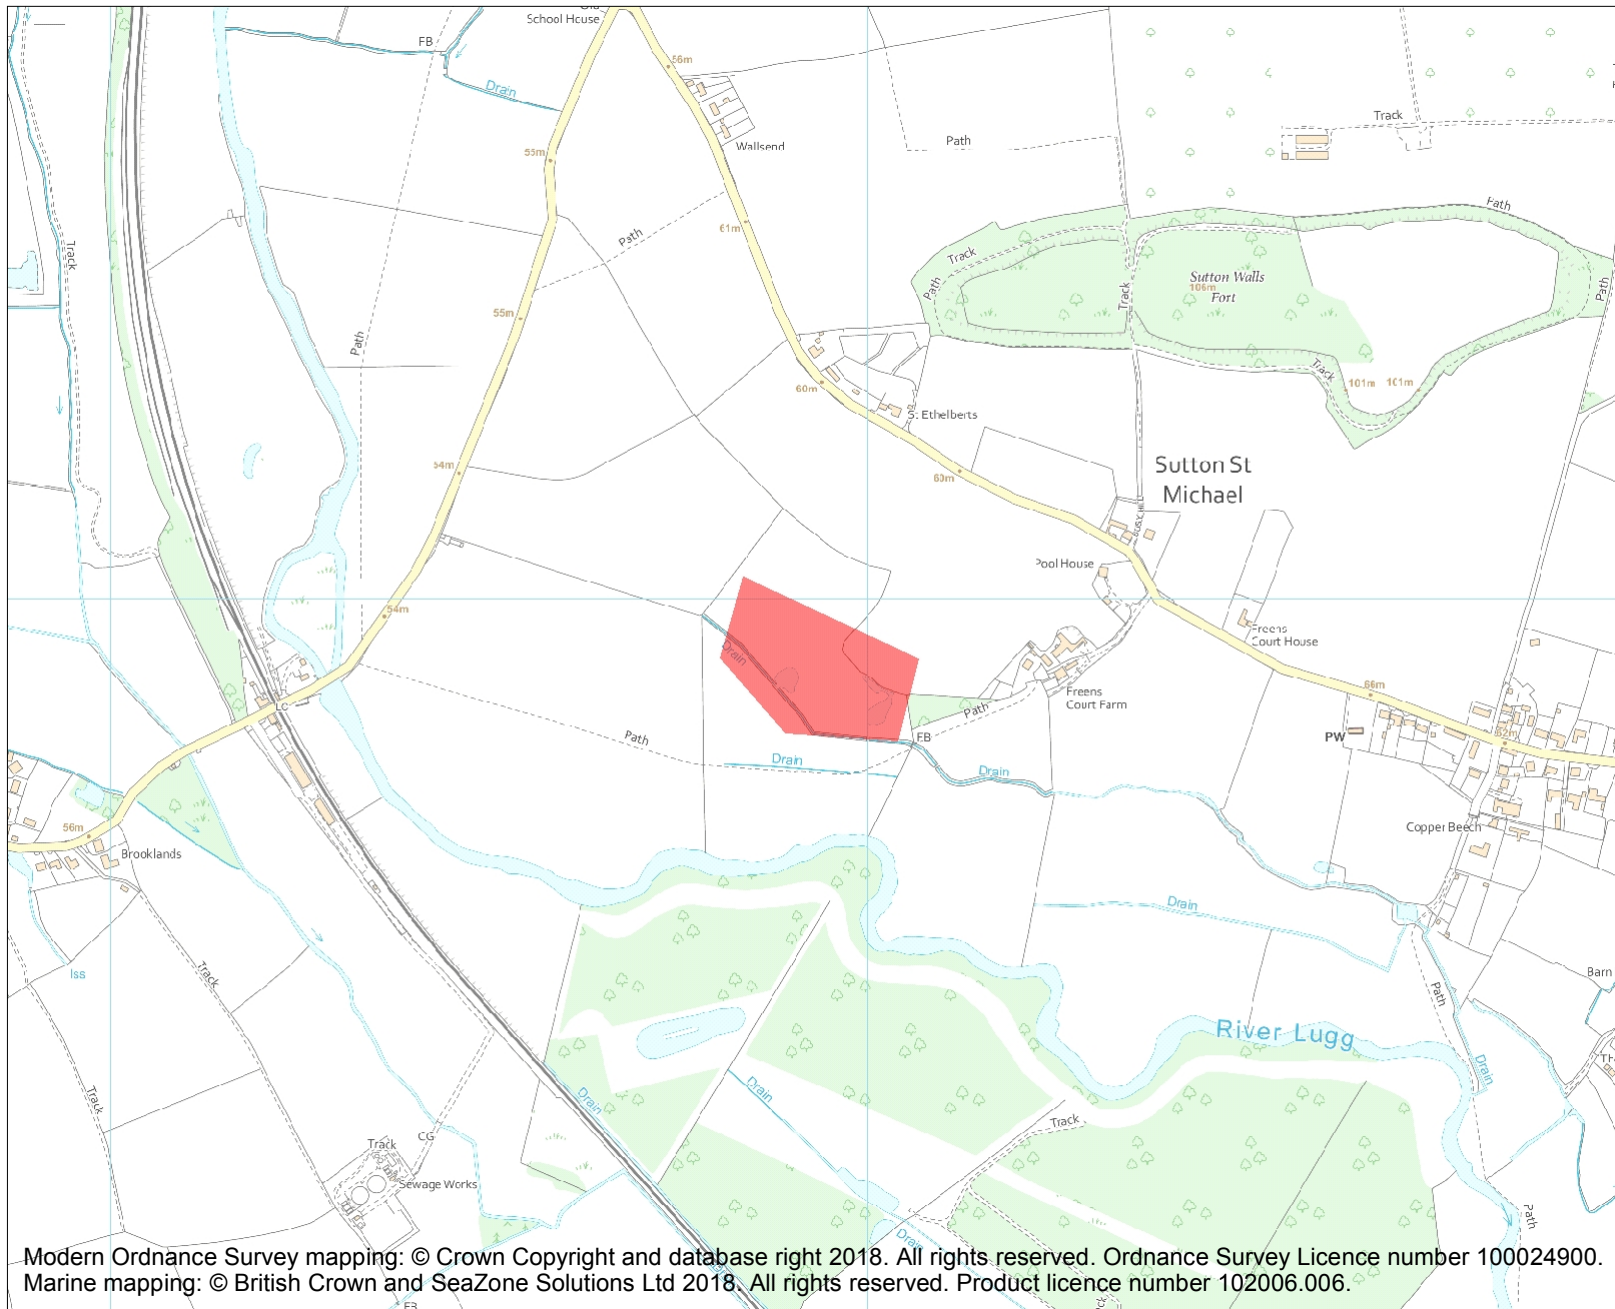 School House
FB
Drain
56m
Wallsend
55m
Path
Track
Path
Track
61m
Path
Path
Track
Path
Track
Sutton Walls
106m
Fort
Path
55m
Path
Track
101m
101m
60m
St Ethelberts
54m
60m
Sutton St
Michael
Pool House
54m
Freens
Court House
Drain
Freens
Court Farm
66m
LC
Path
Path
FB
PW
62m
Drain
Drain
56m
Brooklands
Copper Beech
Drain
Iss
Track
Barn
Path
River Lugg
Track
Drain
Drain
Drain
Track
CG
Track
Sewage Works
Path
Drain
Modern Ordnance Survey mapping: © Crown Copyright and database right 2018. All rights reserved. Ordnance Survey Licence number 100024900.
Marine mapping: © British Crown and SeaZone Solutions Ltd 2018. All rights reserved. Product licence number 102006.006.